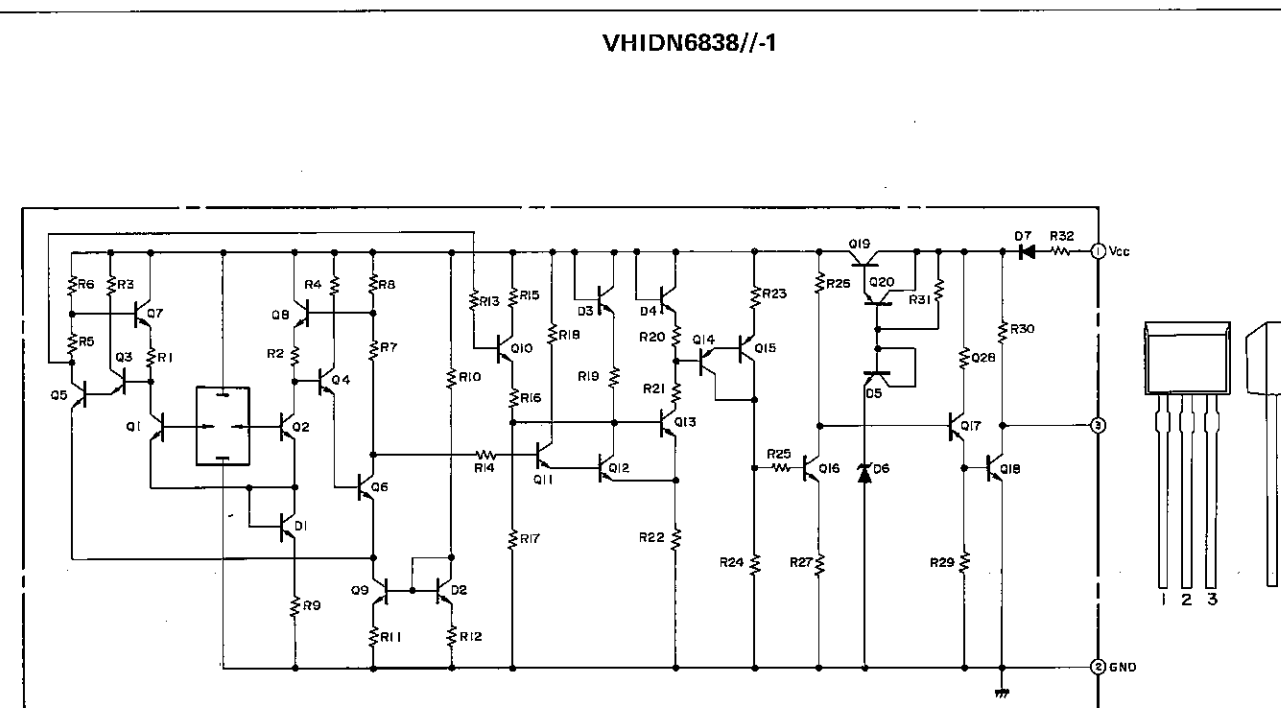 VHIDN6838//-1
D7 R32
1 Vcc
Q19
R6 R3 R4 R8 Q20
R26 R31
R13 R15 R23
Q7 Q8 D3 D4 R30
R18 R20 Q14
R5 R1 R2 R7 Q10 Q15
Q3 Q28
Q4 R10 R19
R21
Q5 R16 D5
Q1 Q2 Q13 3
Q17
R25
R14 Q12 Q16 D6 Q18
Q11
Q6
D1
R17 R22
R24 R27 R29
Q9 D2
R9 1 2 3
R11 R12
2 GND